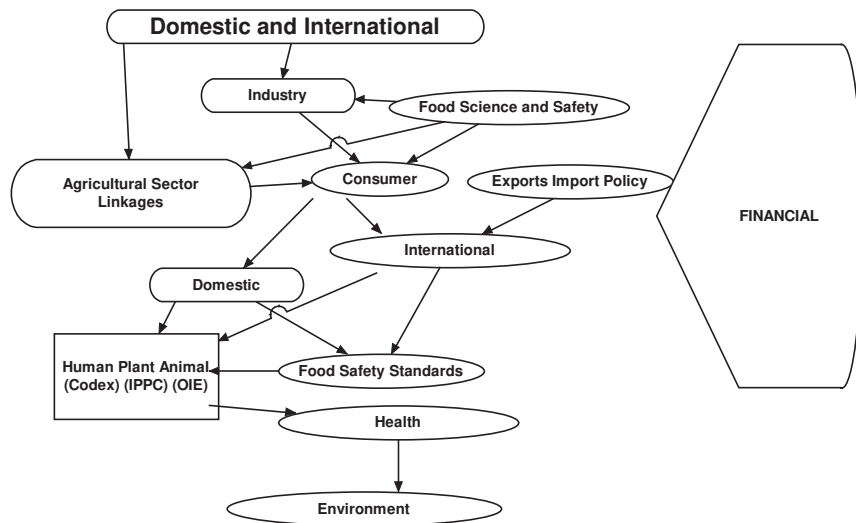 Domestic and International
Industry
Food Science and Safety
Agricultural Sector
Linkages
Consumer
Exports Import Policy
FINANCIAL
International
Domestic
Human Plant Animal
(Codex) (IPPC) (OIE)
Food Safety Standards
Health
Environment